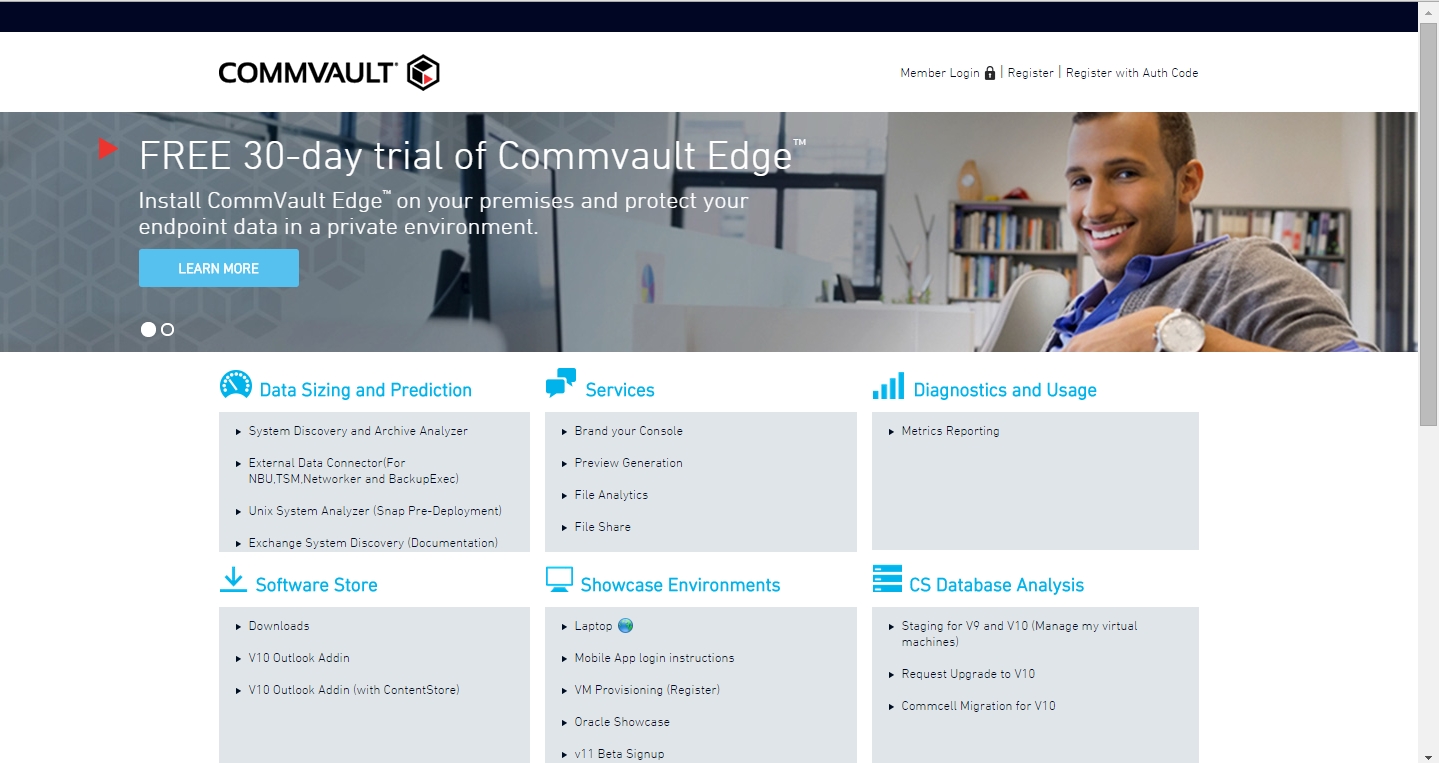 COMMVAULT®
Member Login | Register | Register with Auth Code
FREE 30-day trial of Commvault Edge™
Install CommVault Edge™ on your premises and protect your
endpoint data in a private environment.
LEARN MORE
Data Sizing and Prediction
System Discovery and Archive Analyzer
External Data Connector(For
NBU,TSM,Networker and BackupExec)
Unix System Analyzer (Snap Pre-Deployment)
Exchange System Discovery (Documentation)
Services
Brand your Console
Preview Generation
File Analytics
File Share
Diagnostics and Usage
Metrics Reporting
Software Store
Downloads
V10 Outlook Addin
V10 Outlook Addin (with ContentStore)
Showcase Environments
Laptop
Mobile App login instructions
VM Provisioning (Register)
Oracle Showcase
v11 Beta Signup
CS Database Analysis
Staging for V9 and V10 (Manage my virtual
machines)
Request Upgrade to V10
Commcell Migration for V10